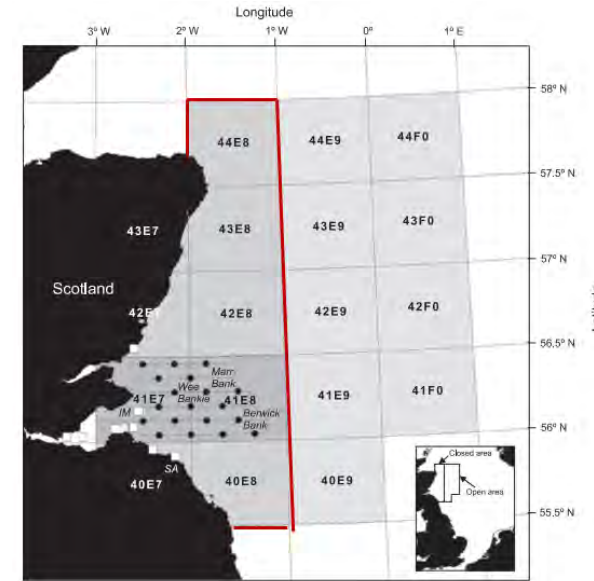 Longitude
3° W
2° W
1° W
0°
1° E
58° N
44E8
44E9
44F0
57.5° N
43E7
43E8
43E9
43F0
57° N
Scotland
42E8
42E9
42F0
56.5° N
Marr
Bank
Wee
Bankie
41E7
41E8
41E9
41F0
IM
Berwick
Bank
56° N
Closed area
SA
Open area
40E7
40E8
40E9
55.5° N